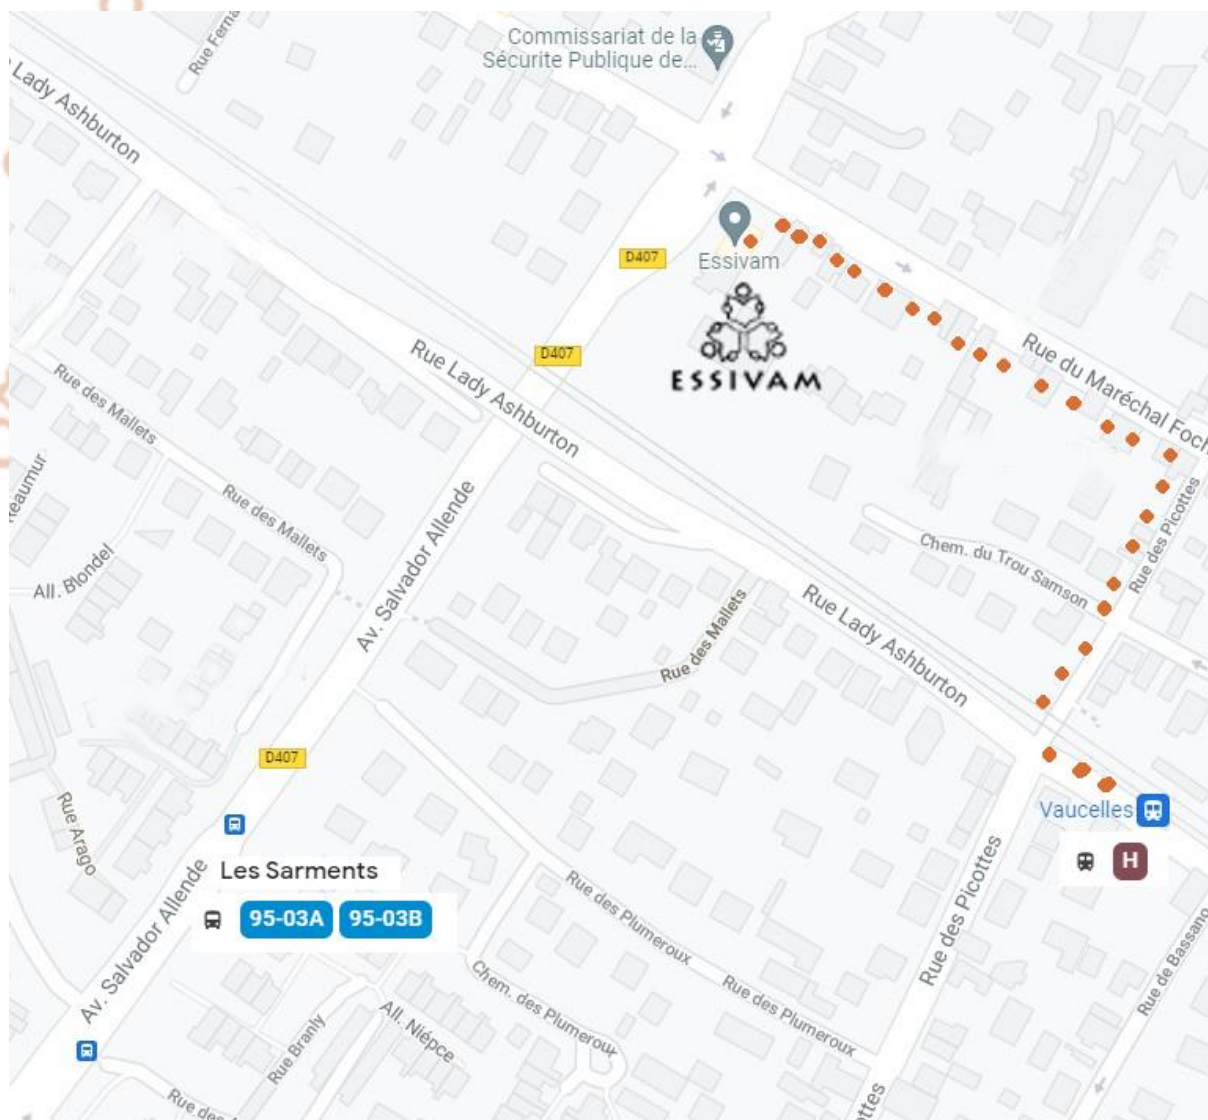 Commissariat de la
Sécurite Publique de...
Rue Ferna
Lady Ashburton
D407
Essivam
ESSIVAM
D407
Rue Lady Ashburton
Rue du Maréchal Foch
Rue des Mallets
Rue des Mallets
Av. Salvador Allende
Rue des Picottes
Chem. du Trou Samson
All. Blondel
Rue des Mallets
Rue Lady Ashburton
D407
Rue Arago
Vaucelles
H
Les Sarments
95-03A 95-03B
Av. Salvador Allende
Rue des Plumeroux
Rue des Picottes
Rue de Bassano
Chem. des Plumeroux
Rue des Plumeroux
All. Niépce
Rue Branly
Rue des